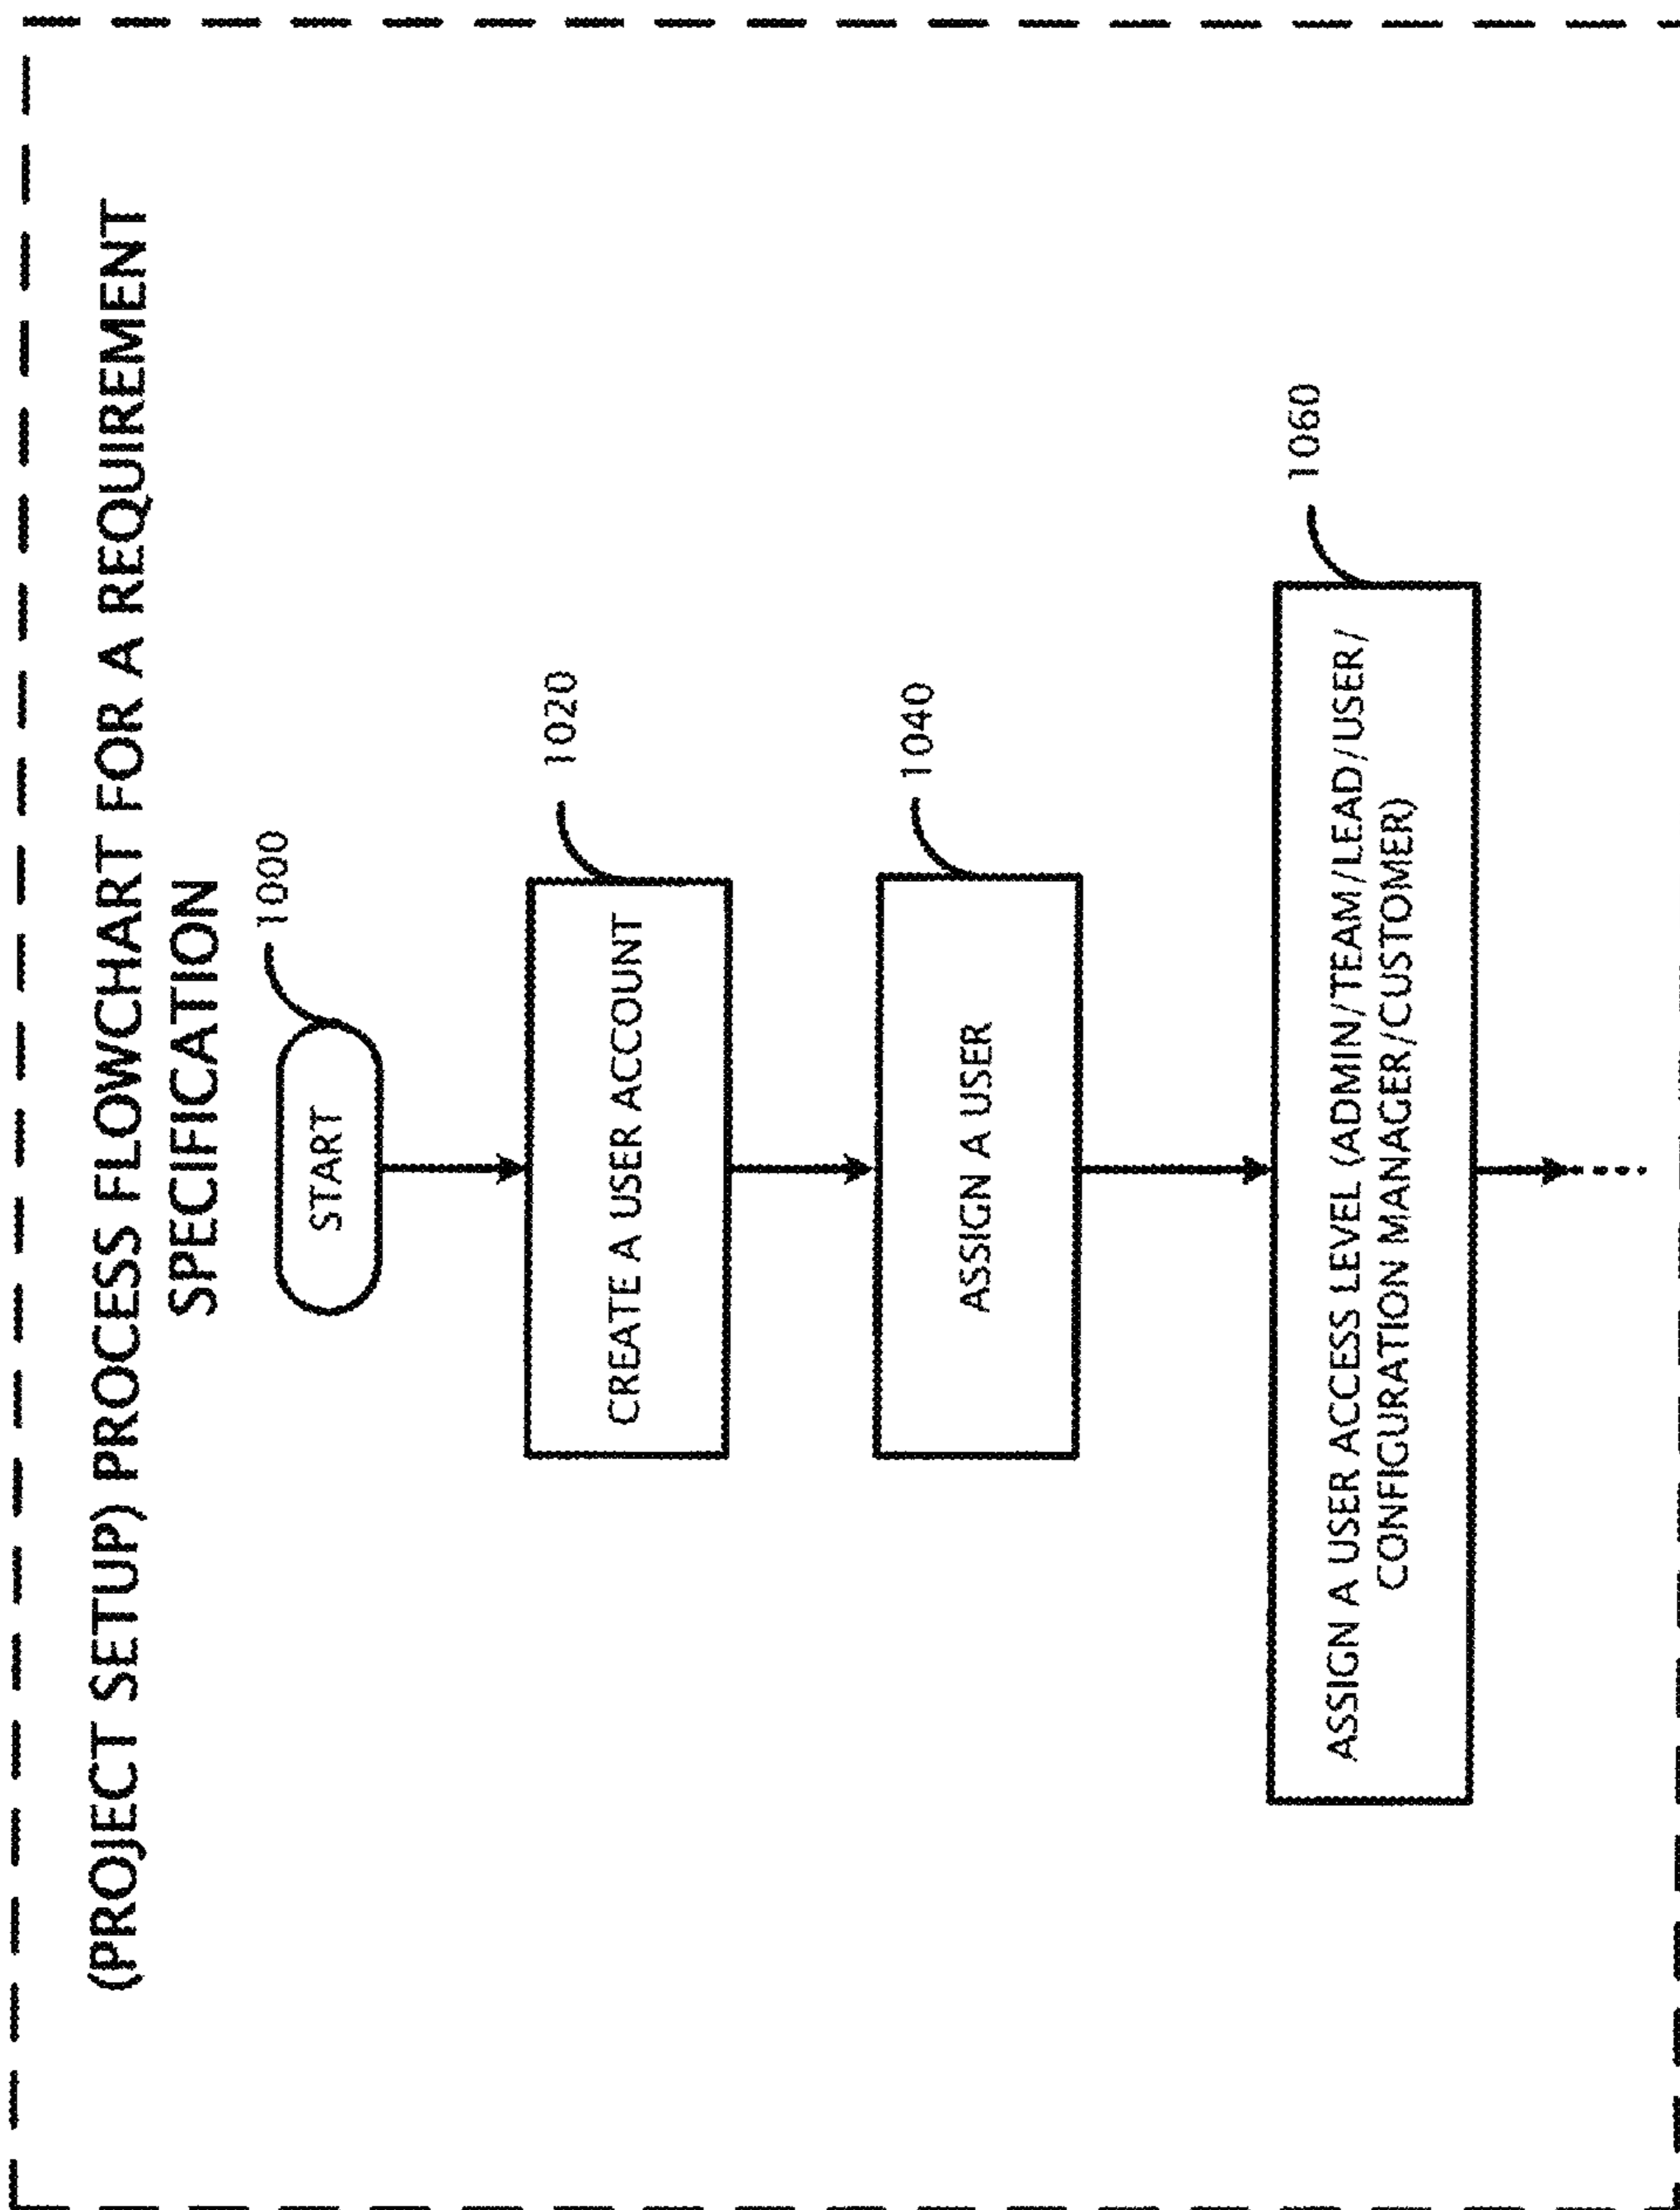 (PROJECT SETUP) PROCESS FLOWCHART FOR A REQUIREMENT
SPECIFICATION
1000
START
1020
CREATE A USER ACCOUNT
1040
ASSIGN A USER
1060
ASSIGN A USER ACCESS LEVEL (ADMIN/TEAM/LEAD/USER/
CONFIGURATION MANAGER/CUSTOMER)